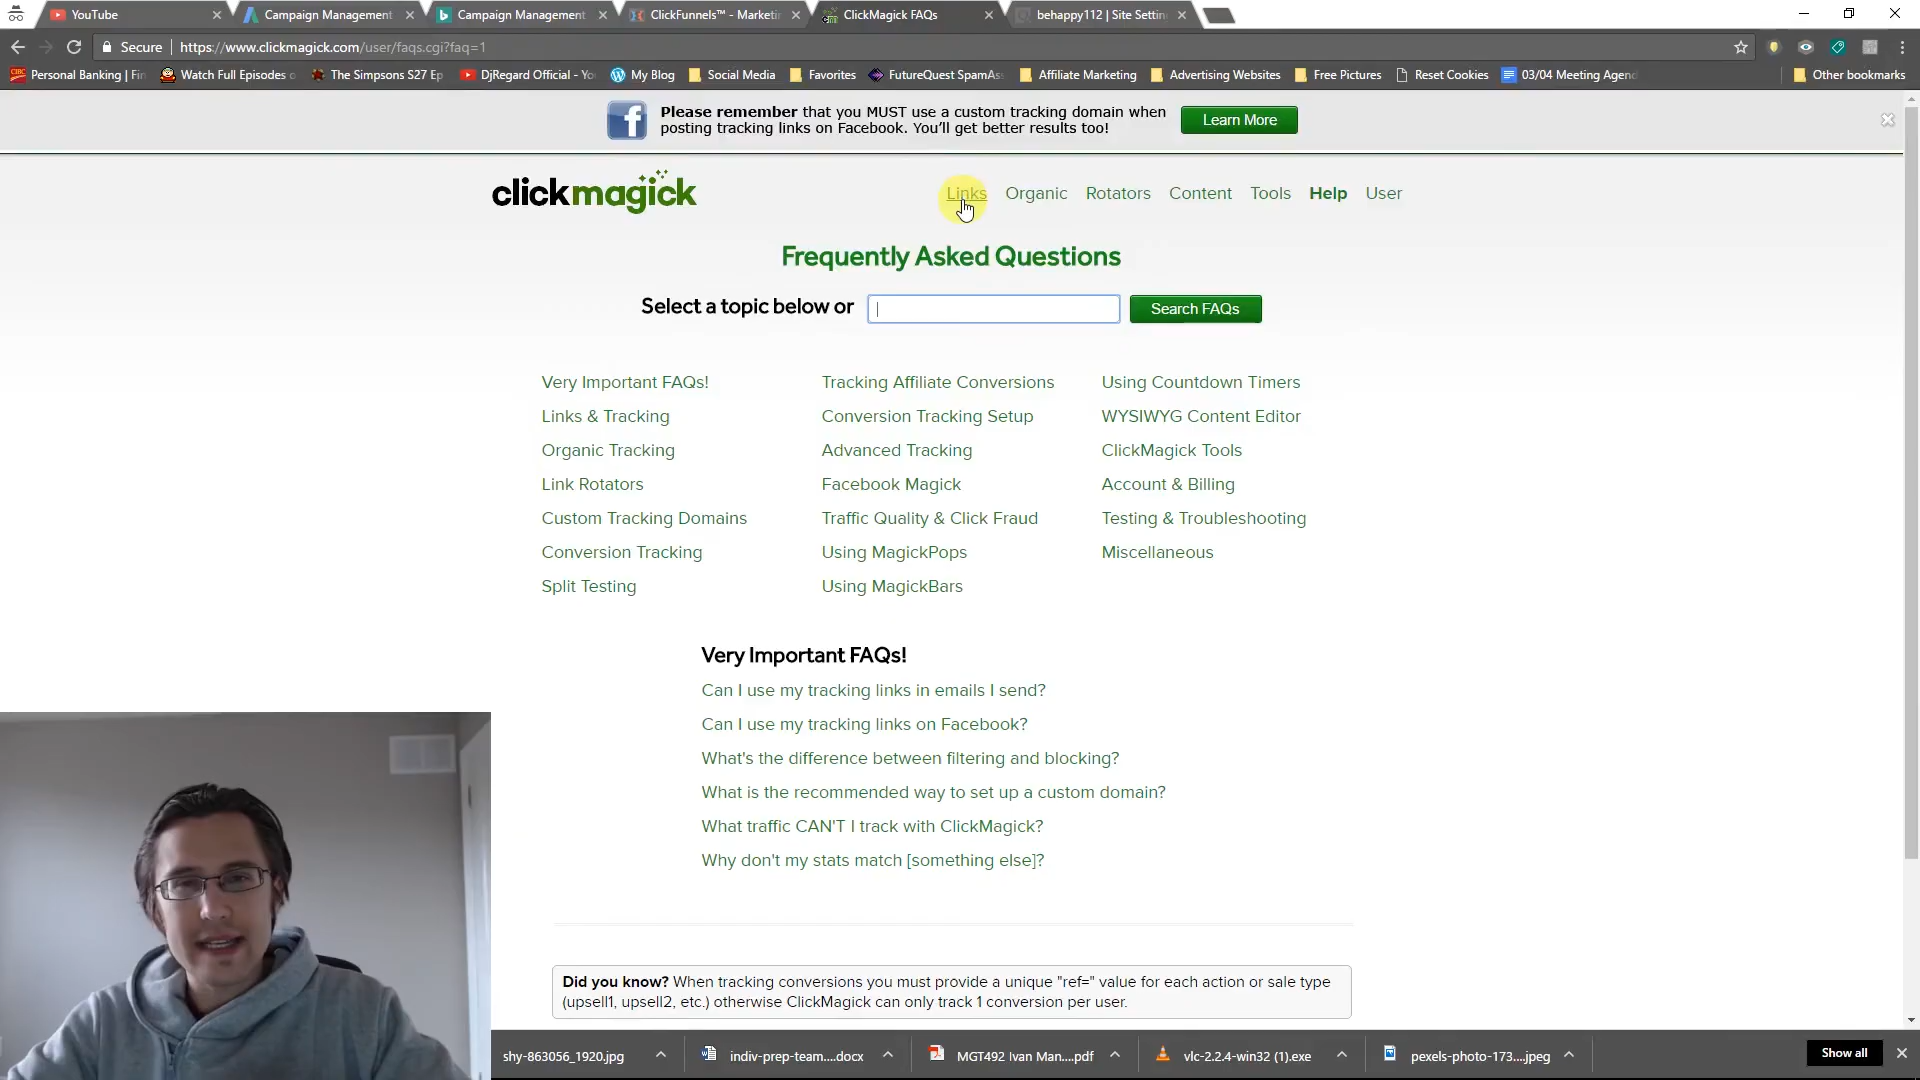 YouTube
Campaign Management
Campaign Management
ClickFunnels™ - Marketin
ClickMagick FAQs
behappy112 | Site Settin
Secure
https://www.clickmagick.com/user/faqs.cgi?faq=1
CIBC
Personal Banking | Fin
Watch Full Episodes o
The Simpsons S27 Ep
DjRegard Official - Yo
My Blog
Social Media
Favorites
FutureQuest SpamAs
Affiliate Marketing
Advertising Websites
Free Pictures
Reset Cookies
03/04 Meeting Agend
Other bookmarks
Please remember that you MUST use a custom tracking domain when
posting tracking links on Facebook. You'll get better results too!
Learn More
clickmagick
Links
Organic
Rotators
Content
Tools
Help
User
Frequently Asked Questions
Select a topic below or
Search FAQs
Very Important FAQs!
Links & Tracking
Organic Tracking
Link Rotators
Custom Tracking Domains
Conversion Tracking
Split Testing
Tracking Affiliate Conversions
Conversion Tracking Setup
Advanced Tracking
Facebook Magick
Traffic Quality & Click Fraud
Using MagickPops
Using MagickBars
Using Countdown Timers
WYSIWYG Content Editor
ClickMagick Tools
Account & Billing
Testing & Troubleshooting
Miscellaneous
Very Important FAQs!
Can I use my tracking links in emails I send?
Can I use my tracking links on Facebook?
What's the difference between filtering and blocking?
What is the recommended way to set up a custom domain?
What traffic CAN'T I track with ClickMagick?
Why don't my stats match [something else]?
Did you know? When tracking conversions you must provide a unique "ref=" value for each action or sale type
(upsell1, upsell2, etc.) otherwise ClickMagick can only track 1 conversion per user.
shy-863056_1920.jpg
indiv-prep-team....docx
MGT492 Ivan Man....pdf
vlc-2.2.4-win32 (1).exe
pexels-photo-173....jpeg
Show all